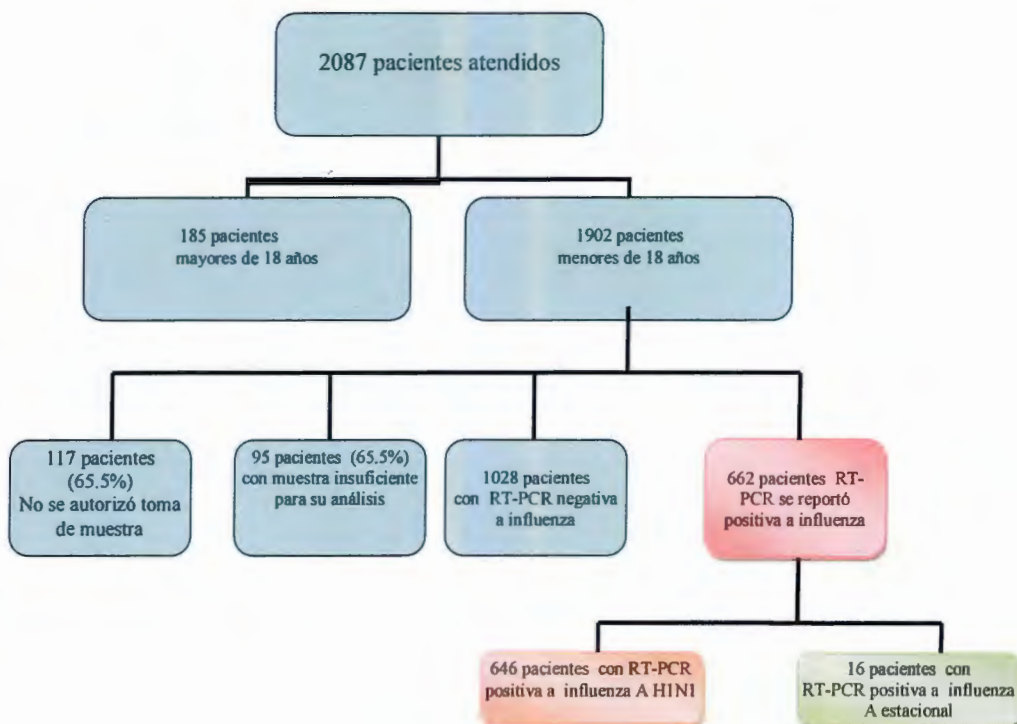 2087 pacientes atendidos
185 pacientes
mayores de 18 años
1902 pacientes
menores de 18 años
117 pacientes
(65.5%)
No se autorizó toma
de muestra
95 pacientes (65.5%)
con muestra insuficiente
para su análisis
1028 pacientes
con RT-PCR negativa
a influenza
662 pacientes RT-
PCR se reportó
positiva a influenza
646 pacientes con RT-PCR
positiva a influenza A H1N1
16 pacientes con
RT-PCR positiva a influenza
A estacional